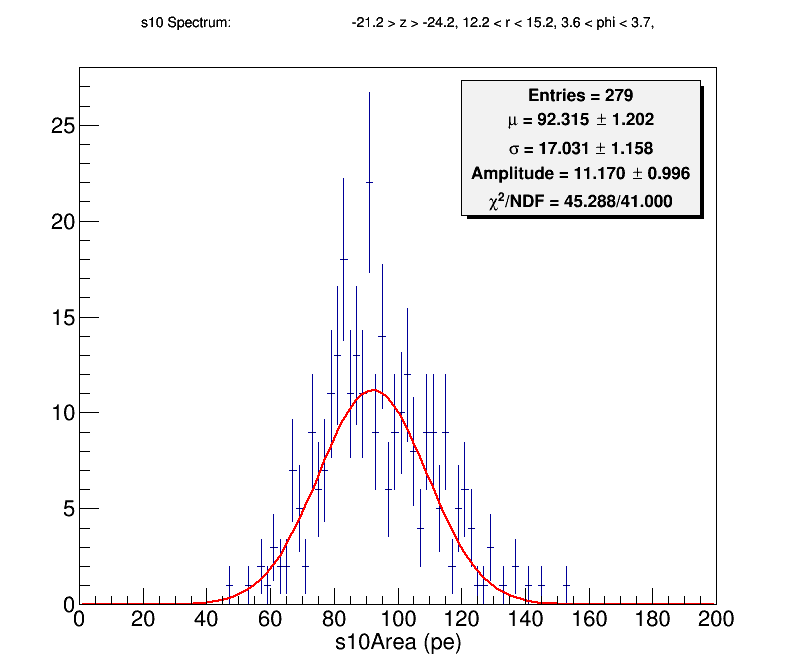 s10 Spectrum: -21.2 > z > -24.2, 12.2 < r < 15.2, 3.6 < phi < 3.7,
Entries = 279
μ = 92.315 ± 1.202
σ = 17.031 ± 1.158
Amplitude = 11.170 ± 0.996
χ²/NDF = 45.288/41.000
25
20
15
10
5
0
0 20 40 60 80 100 120 140 160 180 200
s10Area (pe)